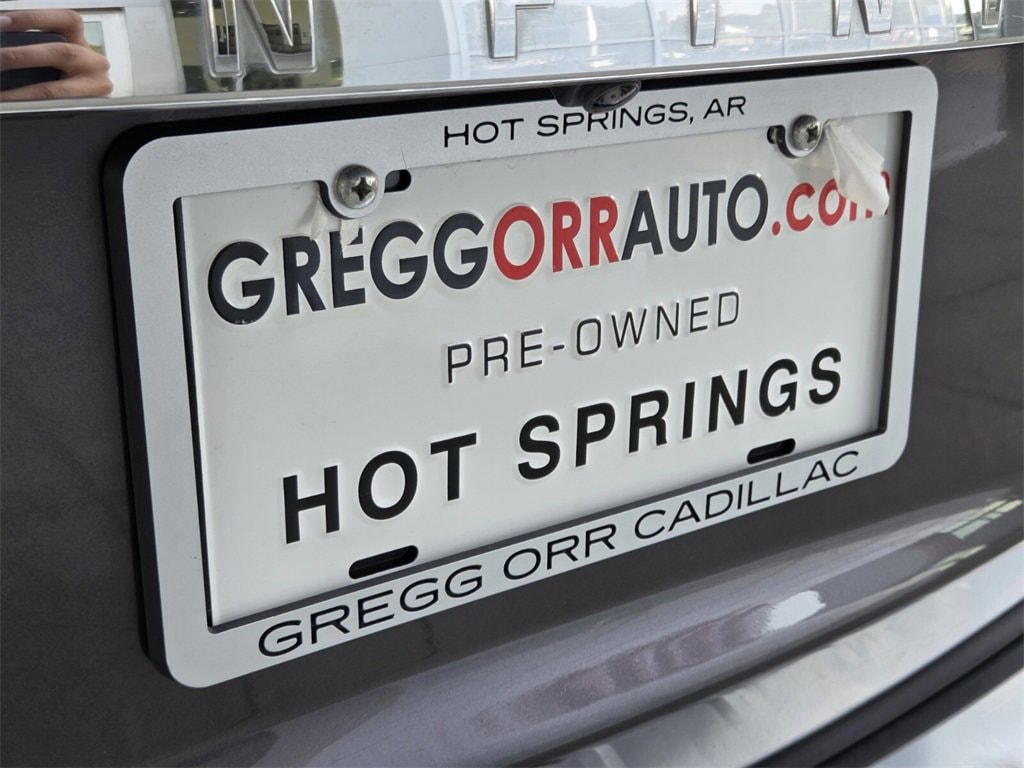 HOT SPRINGS, AR
GREGGORRAUTO.com
PRE-OWNED
HOT SPRINGS
GREGG ORR CADILLAC